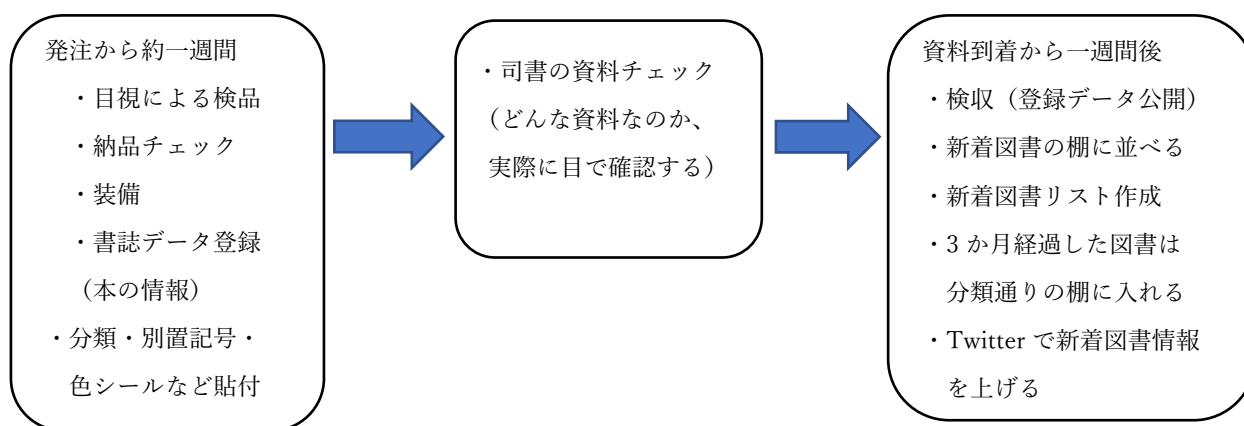 発注から約一週間
・目視による検品
・納品チェック
・装備
・書誌データ登録
（本の情報）
・分類・別置記号・
色シールなど貼付
・司書の資料チェック
（どんな資料なのか、
実際に目で確認する）
資料到着から一週間後
・検収（登録データ公開）
・新着図書の棚に並べる
・新着図書リスト作成
・3 か月経過した図書は
分類通りの棚に入れる
・Twitter で新着図書情報
を上げる